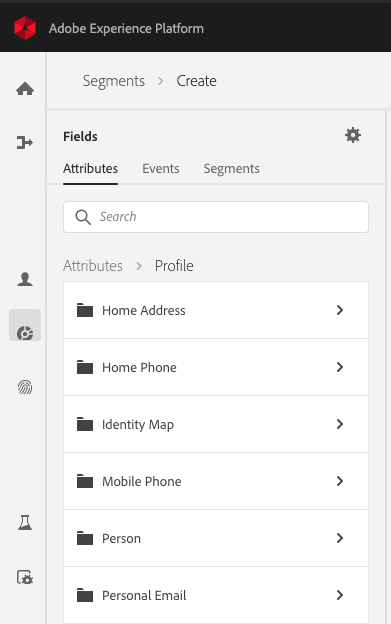 Adobe Experience Platform
Segments > Create
Fields
Attributes Events Segments
Search
Attributes > Profile
Home Address
Home Phone
Identity Map
Mobile Phone
Person
Personal Email